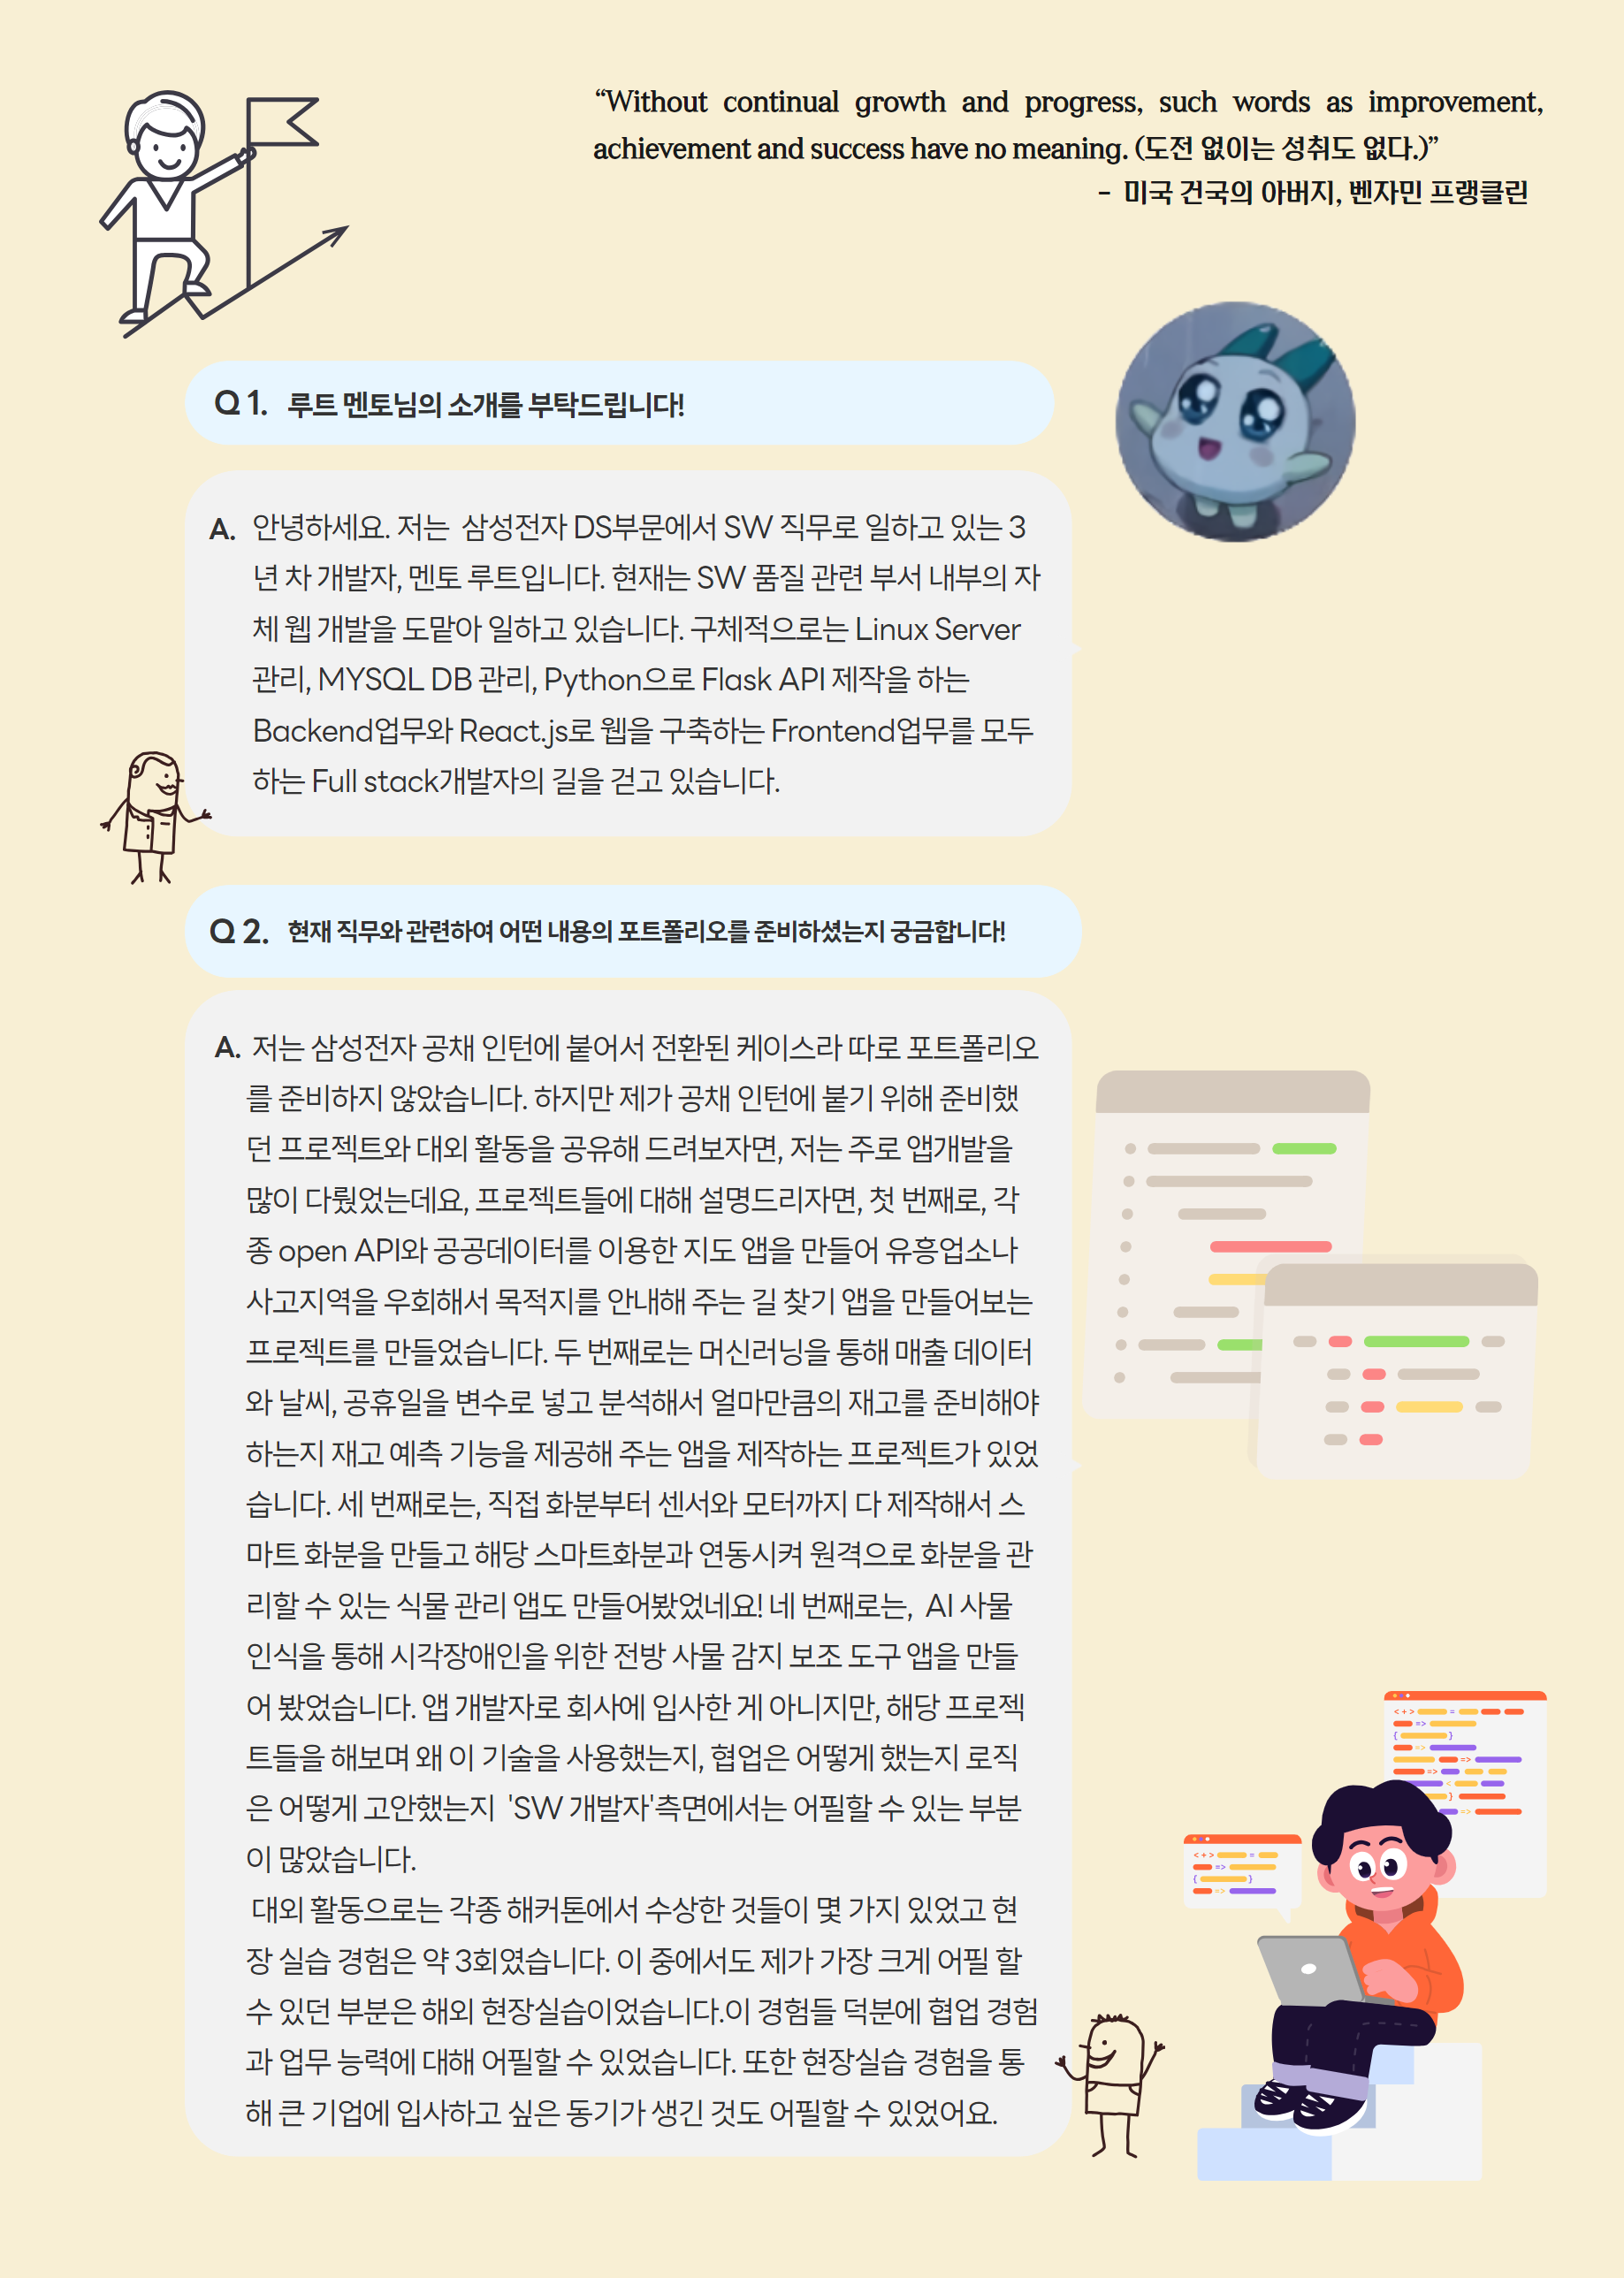 “Without continual growth and progress, such words as improvement,
achievement and success have no meaning. (도전 없이는 성취도 없다.)”
- 미국 건국의 아버지, 벤자민 프랭클린
Q 1. 루트 멘토님의 소개를 부탁드립니다!
A. 안녕하세요. 저는 삼성전자 DS부문에서 SW 직무로 일하고 있는 3
년 차 개발자, 멘토 루트입니다. 현재는 SW 품질 관련 부서 내부의 자
체 웹 개발을 도맡아 일하고 있습니다. 구체적으로는 Linux Server
관리, MYSQL DB 관리, Python으로 Flask API 제작을 하는
Backend업무와 React.js로 웹을 구축하는 Frontend업무를 모두
하는 Full stack개발자의 길을 걷고 있습니다.
Q 2. 현재 직무와 관련하여 어떤 내용의 포트폴리오를 준비하셨는지 궁금합니다!
A. 저는 삼성전자 공채 인턴에 붙어서 전환된 케이스라 따로 포트폴리오
를 준비하지 않았습니다. 하지만 제가 공채 인턴에 붙기 위해 준비했
던 프로젝트와 대외 활동을 공유해 드려보자면, 저는 주로 앱개발을
많이 다뤘었는데요, 프로젝트들에 대해 설명드리자면, 첫 번째로, 각
종 open API와 공공데이터를 이용한 지도 앱을 만들어 유흥업소나
사고지역을 우회해서 목적지를 안내해 주는 길 찾기 앱을 만들어보는
프로젝트를 만들었습니다. 두 번째로는 머신러닝을 통해 매출 데이터
와 날씨, 공휴일을 변수로 넣고 분석해서 얼마만큼의 재고를 준비해야
하는지 재고 예측 기능을 제공해 주는 앱을 제작하는 프로젝트가 있었
습니다. 세 번째로는, 직접 화분부터 센서와 모터까지 다 제작해서 스
마트 화분을 만들고 해당 스마트화분과 연동시켜 원격으로 화분을 관
리할 수 있는 식물 관리 앱도 만들어봤었네요! 네 번째로는, AI 사물
인식을 통해 시각장애인을 위한 전방 사물 감지 보조 도구 앱을 만들
어 봤었습니다. 앱 개발자로 회사에 입사한 게 아니지만, 해당 프로젝
트들을 해보며 왜 이 기술을 사용했는지, 협업은 어떻게 했는지 로직
은 어떻게 고안했는지 'SW 개발자'측면에서는 어필할 수 있는 부분
이 많았습니다.
대외 활동으로는 각종 해커톤에서 수상한 것들이 몇 가지 있었고 현
장 실습 경험은 약 3회였습니다. 이 중에서도 제가 가장 크게 어필 할
수 있던 부분은 해외 현장실습이었습니다.이 경험들 덕분에 협업 경험
과 업무 능력에 대해 어필할 수 있었습니다. 또한 현장실습 경험을 통
해 큰 기업에 입사하고 싶은 동기가 생긴 것도 어필할 수 있었어요.